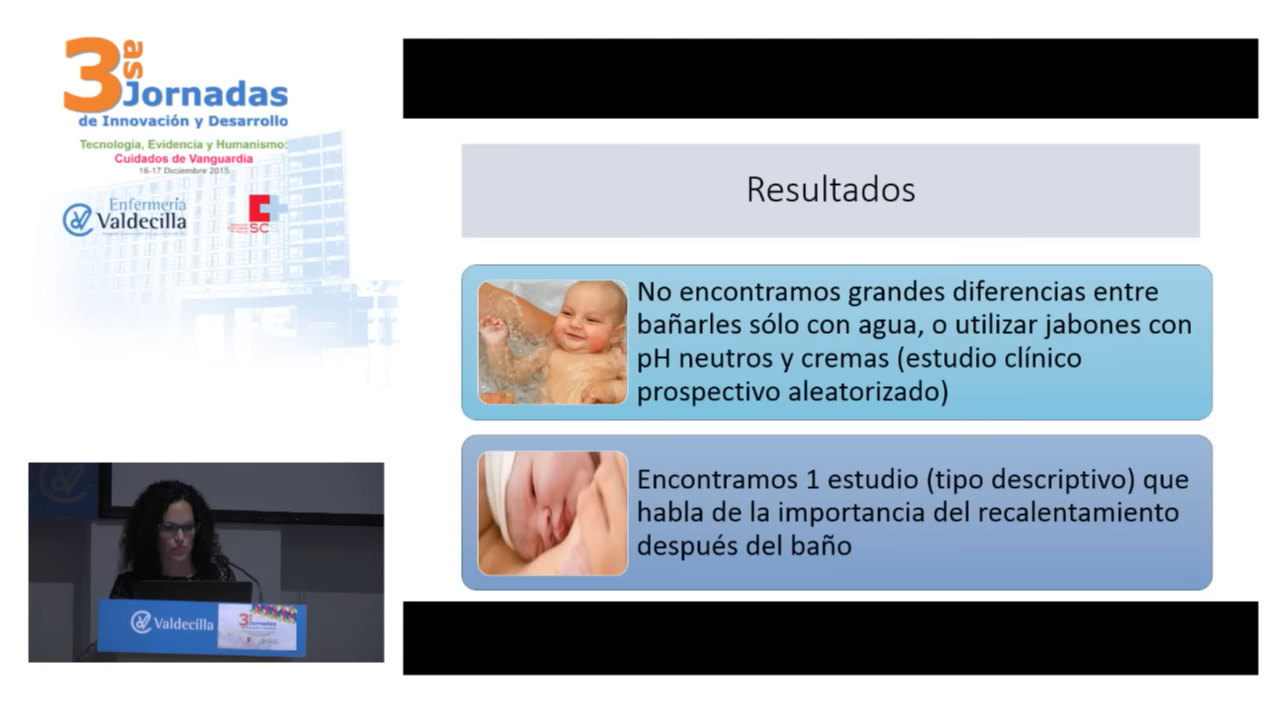 3as
Jornadas
de Innovación y Desarrollo
Tecnología, Evidencia y Humanismo:
Cuidados de Vanguardia
16-17 Diciembre 2015
Enfermería
Valdecilla
SC
Resultados
No encontramos grandes diferencias entre
bañarles sólo con agua, o utilizar jabones con
pH neutros y cremas (estudio clínico
prospectivo aleatorizado)
Encontramos 1 estudio (tipo descriptivo) que
habla de la importancia del recalentamiento
después del baño
Valdecilla
3as
Jornadas